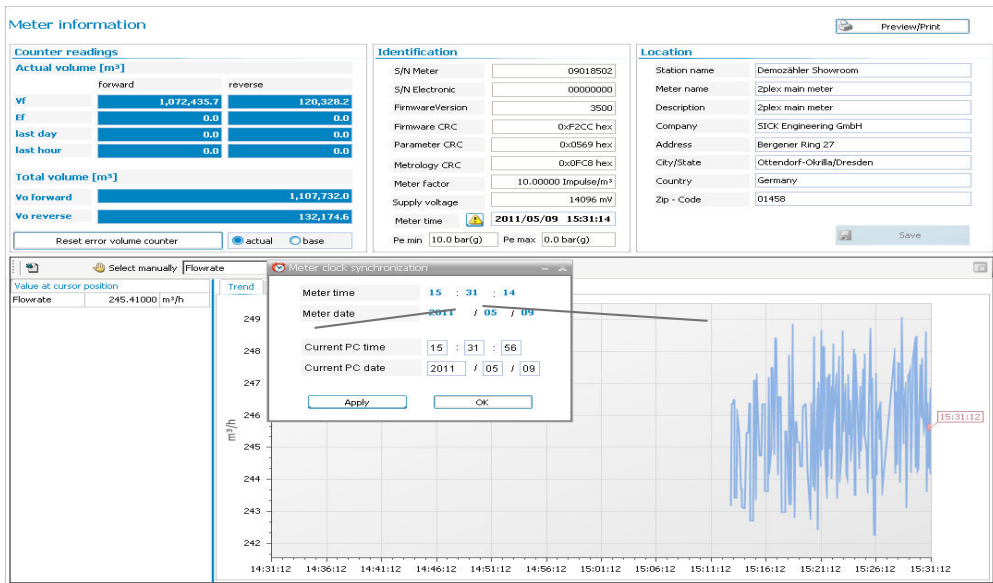 Meter information
Preview/Print
Counter readings
Actual volume [m³]
forward reverse
Vf 1,072,435.7 120,328.2
Ef 0.0 0.0
last day 0.0 0.0
last hour 0.0 0.0
Total volume [m³]
Vo forward 1,107,732.0
Vo reverse 132,174.6
Reset error volume counter actual base
Identification
S/N Meter 09018502
S/N Electronic 00000000
FirmwareVersion 3500
Firmware CRC 0xF2CC hex
Parameter CRC 0x0569 hex
Metrology CRC 0x0FC8 hex
Meter factor 10.00000 Impulse/m³
Supply voltage 14096 mV
Meter time 2011/05/09 15:31:14
Pe min 10.0 bar(g) Pe max 0.0 bar(g)
Location
Station name Demozähler Showroom
Meter name 2plex main meter
Description 2plex main meter
Company SICK Engineering GmbH
Address Bergener Ring 27
City/State Ottendorf-Okrilla/Dresden
Country Germany
Zip - Code 01458
Save
Select manually Flowrate
Value at cursor position
Flowrate 245.41000 m³/h
Trend
Meter clock synchronization
Meter time 15 : 31 : 14
Meter date 2011 / 05 / 09
Current PC time 15 : 31 : 56
Current PC date 2011 / 05 / 09
Apply OK
m³/h
249
248
247
246
245
244
243
242
15:31:12
14:31:12 14:36:12 14:41:12 14:46:12 14:51:12 14:56:12 15:01:12 15:06:12 15:11:12 15:16:12 15:21:12 15:26:12 15:31:12